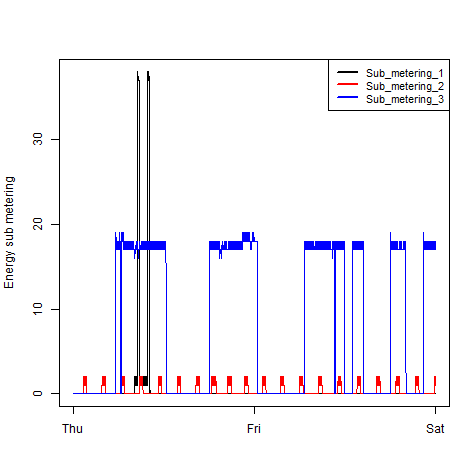 Sub_metering_1
Sub_metering_2
Sub_metering_3
Energy sub metering
30
20
10
0
Thu Fri Sat